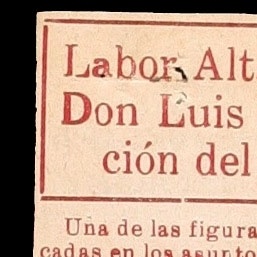 Labor Alt
Don Luis
ción del
Una de las figura
cadas en los asunto